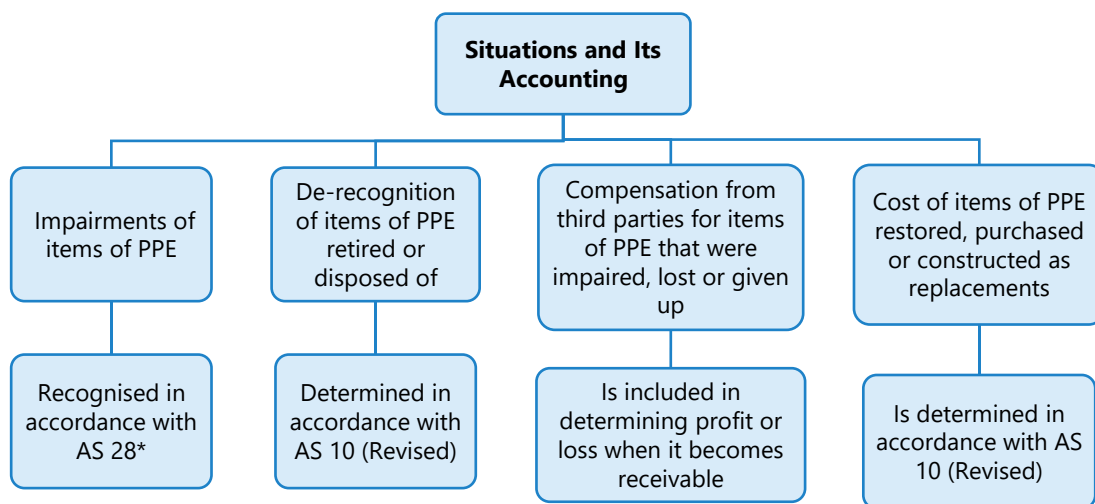 Situations and Its
Accounting
Impairments of
items of PPE
De-recognition
of items of PPE
retired or
disposed of
Compensation from
third parties for items
of PPE that were
impaired, lost or given
up
Cost of items of PPE
restored, purchased
or constructed as
replacements
Recognised in
accordance with
AS 28*
Determined in
accordance with
AS 10 (Revised)
Is included in
determining profit or
loss when it becomes
receivable
Is determined in
accordance with AS
10 (Revised)